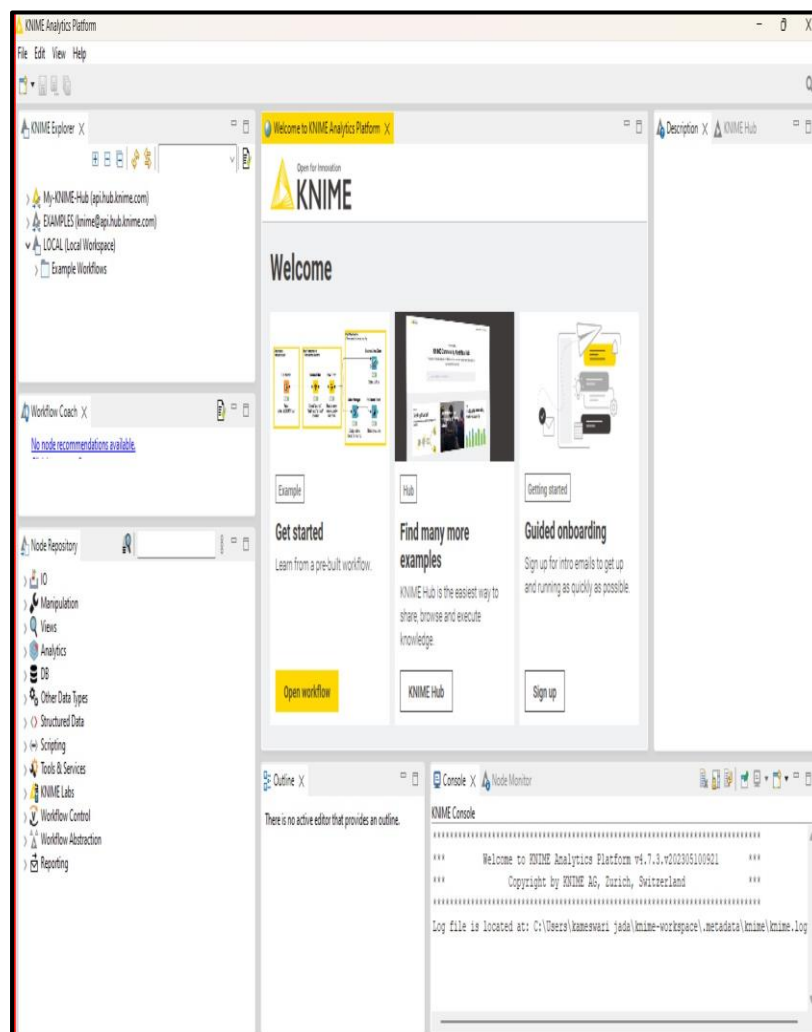 KNIME Analytics Platform
File Edit View Help
KNIME Explorer
My-KNIME-Hub (api.hub.knime.com)
EXAMPLES (knime@api.hub.knime.com)
LOCAL (Local Workspace)
Example Workflows
Workflow Coach
No node recommendations available.
Node Repository
IO
Manipulation
Views
Analytics
DB
Other Data Types
Structured Data
Scripting
Tools & Services
KNIME Labs
Workflow Control
Workflow Abstraction
Reporting
Welcome to KNIME Analytics Platform
Open for Innovation
KNIME
Welcome
Example
Get started
Learn from a pre-built workflow.
Open workflow
Hub
Find many more
examples
KNIME Hub is the easiest way to
share, browse and execute
knowledge.
KNIME Hub
Getting started
Guided onboarding
Sign up for intro emails to get up
and running as quickly as possible.
Sign up
Description KNIME Hub
Outline
There is no active editor that provides an outline.
Console Node Monitor
KNIME Console
*** Welcome to KNIME Analytics Platform v4.7.3.v202305100921 ***
*** Copyright by KNIME AG, Zurich, Switzerland ***
Log file is located at: C:\Users\kameswari jada\knime-workspace\.metadata\knime\knime.log